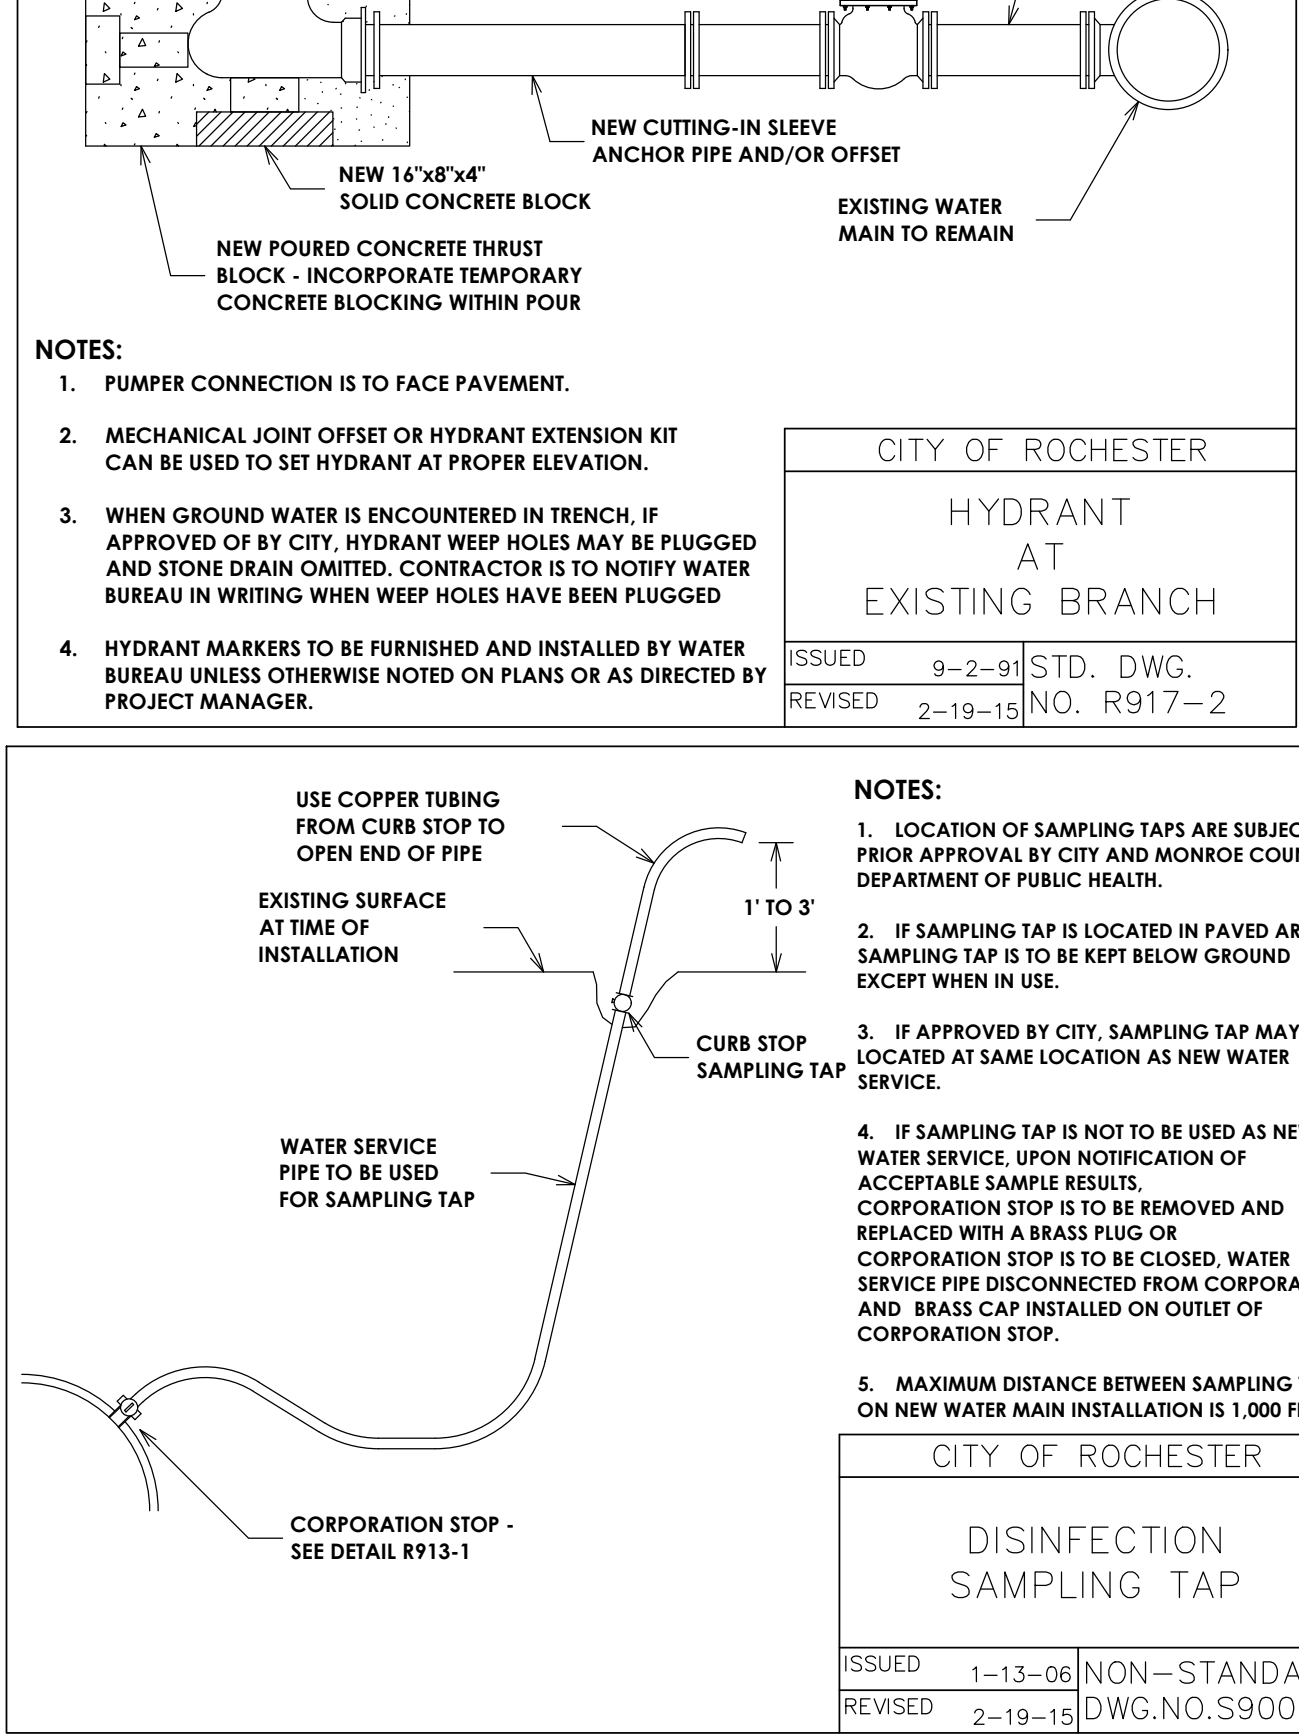 NEW CUTTING-IN SLEEVE
ANCHOR PIPE AND/OR OFFSET
NEW 16"x8"x4"
SOLID CONCRETE BLOCK
EXISTING WATER
MAIN TO REMAIN
NEW POURED CONCRETE THRUST
BLOCK - INCORPORATE TEMPORARY
CONCRETE BLOCKING WITHIN POUR
NOTES:
1. PUMPER CONNECTION IS TO FACE PAVEMENT.
2. MECHANICAL JOINT OFFSET OR HYDRANT EXTENSION KIT
CAN BE USED TO SET HYDRANT AT PROPER ELEVATION.
3. WHEN GROUND WATER IS ENCOUNTERED IN TRENCH, IF
APPROVED OF BY CITY, HYDRANT WEEP HOLES MAY BE PLUGGED
AND STONE DRAIN OMITTED. CONTRACTOR IS TO NOTIFY WATER
BUREAU IN WRITING WHEN WEEP HOLES HAVE BEEN PLUGGED
4. HYDRANT MARKERS TO BE FURNISHED AND INSTALLED BY WATER
BUREAU UNLESS OTHERWISE NOTED ON PLANS OR AS DIRECTED BY
PROJECT MANAGER.
CITY OF ROCHESTER
HYDRANT
AT
EXISTING BRANCH
ISSUED 9-2-91
REVISED 2-19-15
STD. DWG.
NO. R917-2
USE COPPER TUBING
FROM CURB STOP TO
OPEN END OF PIPE
EXISTING SURFACE
AT TIME OF
INSTALLATION
1' TO 3'
CURB STOP
SAMPLING TAP
WATER SERVICE
PIPE TO BE USED
FOR SAMPLING TAP
CORPORATION STOP -
SEE DETAIL R913-1
NOTES:
1. LOCATION OF SAMPLING TAPS ARE
PRIOR APPROVAL BY CITY AND MONROE
DEPARTMENT OF PUBLIC HEALTH.
2. IF SAMPLING TAP IS LOCATED IN PAVED
SAMPLING TAP IS TO BE KEPT BELOW GROUND
EXCEPT WHEN IN USE.
3. IF APPROVED BY CITY, SAMPLING TAP MAY
LOCATED AT SAME LOCATION AS NEW WATER
SERVICE.
4. IF SAMPLING TAP IS NOT TO BE USED AS
WATER SERVICE, UPON NOTIFICATION OF
ACCEPTABLE SAMPLE RESULTS,
CORPORATION STOP IS TO BE REMOVED AND
REPLACED WITH A BRASS PLUG OR
CORPORATION STOP IS TO BE CLOSED, WATER
SERVICE PIPE DISCONNECTED FROM
AND BRASS CAP INSTALLED ON OUTLET OF
CORPORATION STOP.
5. MAXIMUM DISTANCE BETWEEN SAMPLING
ON NEW WATER MAIN INSTALLATION IS 1,000
CITY OF ROCHESTER
DISINFECTION
SAMPLING TAP
ISSUED 1-13-06
REVISED 2-19-15
DWG.NO.S900